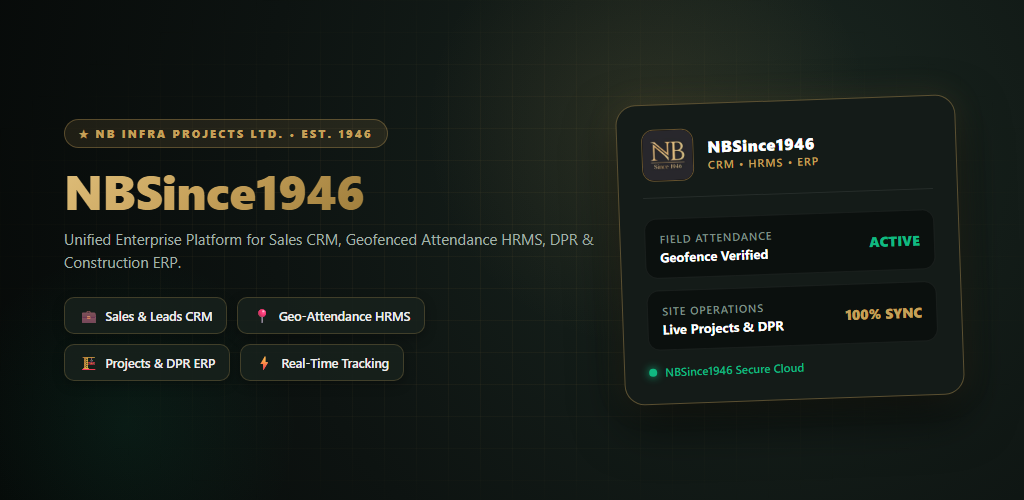 ★ NB INFRA PROJECTS LTD. • EST. 1946
NBSince1946
Unified Enterprise Platform for Sales CRM, Geofenced Attendance HRMS, DPR &
Construction ERP.
Sales & Leads CRM
Geo-Attendance HRMS
Projects & DPR ERP
Real-Time Tracking
NB
Since 1946
NBSince1946
CRM • HRMS • ERP
FIELD ATTENDANCE
Geofence Verified
ACTIVE
SITE OPERATIONS
Live Projects & DPR
100% SYNC
NBSince1946 Secure Cloud